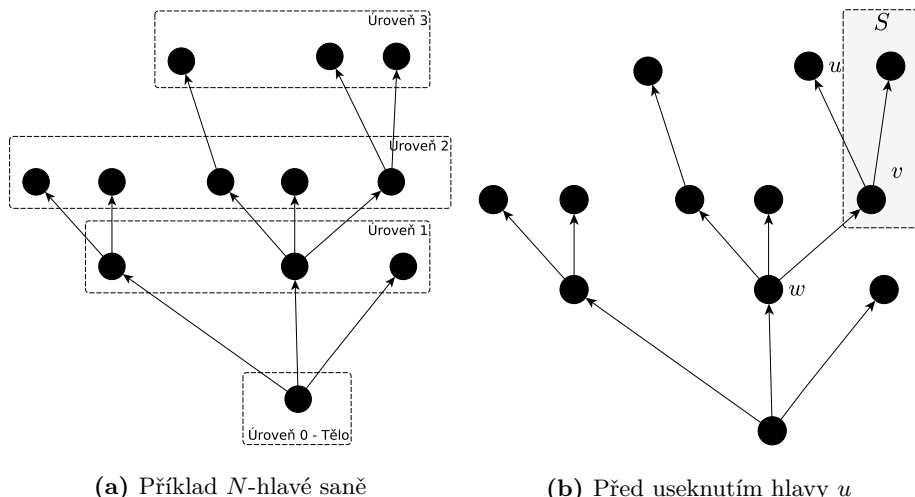 Úroveň 3
Úroveň 2
Úroveň 1
Úroveň 0 - Tělo
(a) Příklad N-hlavé saně
S
u
v
w
(b) Před useknutím hlavy u